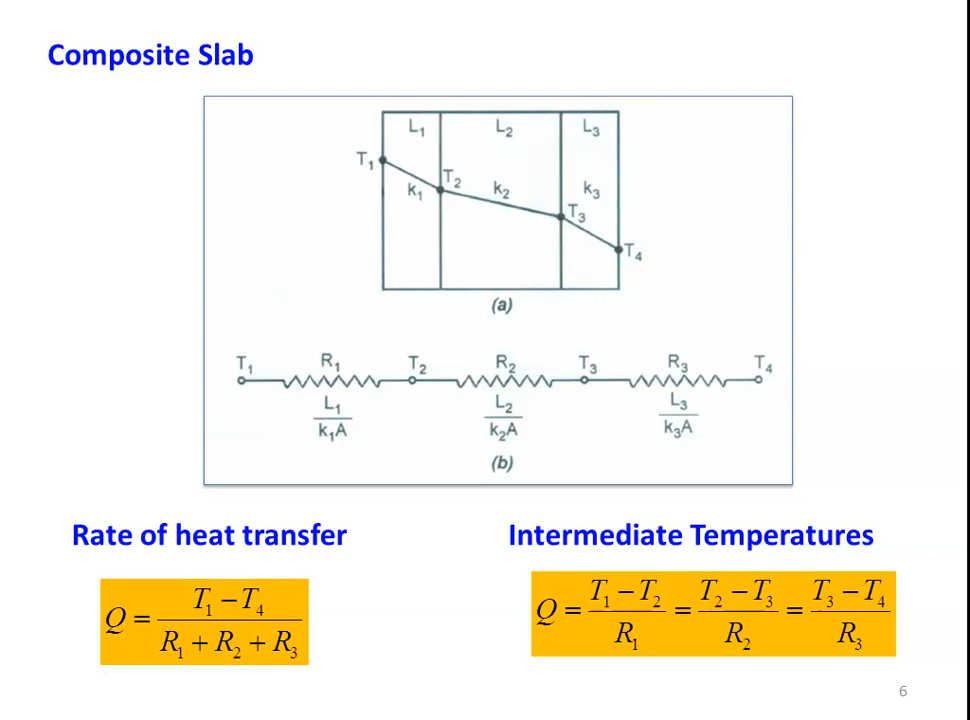 Composite Slab
L₁ L₂ L₃
T₁
T₂
k₁ k₂ k₃
T₃
T₄
(a)
T₁ R₁ T₂ R₂ T₃ R₃ T₄
L₁/k₁A L₂/k₂A L₃/k₃A
(b)
Rate of heat transfer Intermediate Temperatures
Q = (T₁ − T₄)/(R₁ + R₂ + R₃)
Q = (T₁ − T₂)/R₁ = (T₂ − T₃)/R₂ = (T₃ − T₄)/R₃
6